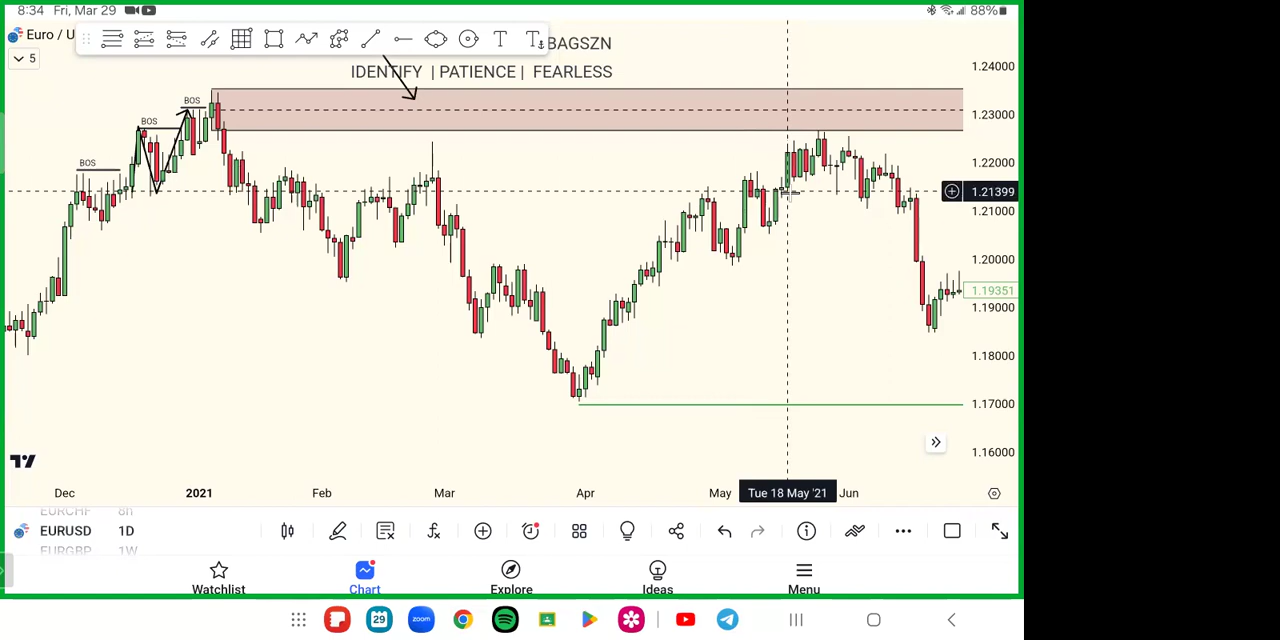 8:34 Fri, Mar 29
88%
Euro / U
5
BAGSZN
IDENTIFY | PATIENCE | FEARLESS
BOS
BOS
BOS
1.24000
1.23000
1.22000
1.21399
1.21000
1.20000
1.19351
1.19000
1.18000
1.17000
1.16000
Dec 2021 Feb Mar Apr May Tue 18 May '21 Jun
EURCHF 8h
EURUSD 1D
EURGBP 1W
Watchlist Chart Explore Ideas Menu
29
zoom